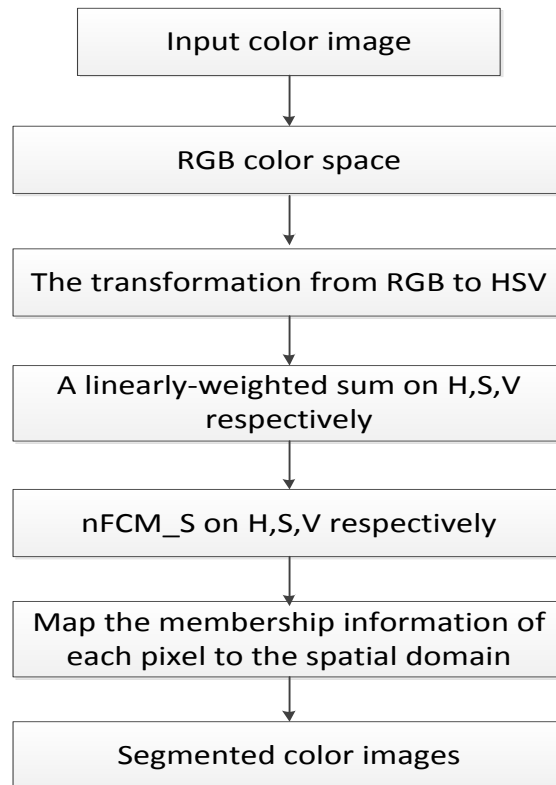 Input color image
RGB color space
The transformation from RGB to HSV
A linearly-weighted sum on H,S,V
respectively
nFCM_S on H,S,V respectively
Map the membership information of
each pixel to the spatial domain
Segmented color images